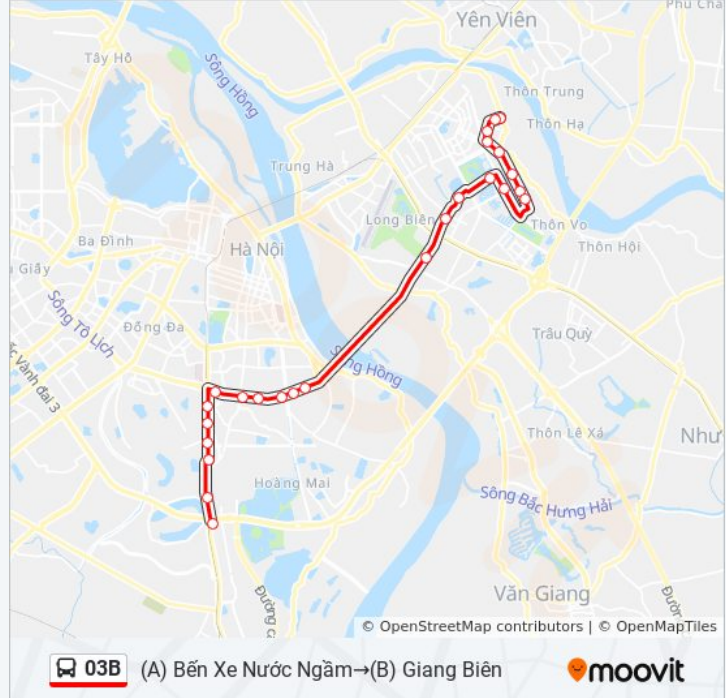 Phú Chẩ
Yên Viên
Tây Hồ
Sông Hồng
Thôn Trung
Thôn Hạ
Trung Hà
Long Biên
Thôn Vo
Ba Đình
Hà Nội
Thôn Hội
u Giấy
Sông Tô Lịch
Đống Đa
Trâu Quỳ
ốc Vành đai 3
Sông Hồng
Thôn Lê Xá
Như
Hoàng Mai
Sông Bắc Hưng Hải
Văn Giang
Đường
© OpenStreetMap contributors | © OpenMapTiles
03B
(A) Bến Xe Nước Ngầm→(B) Giang Biên
moovit